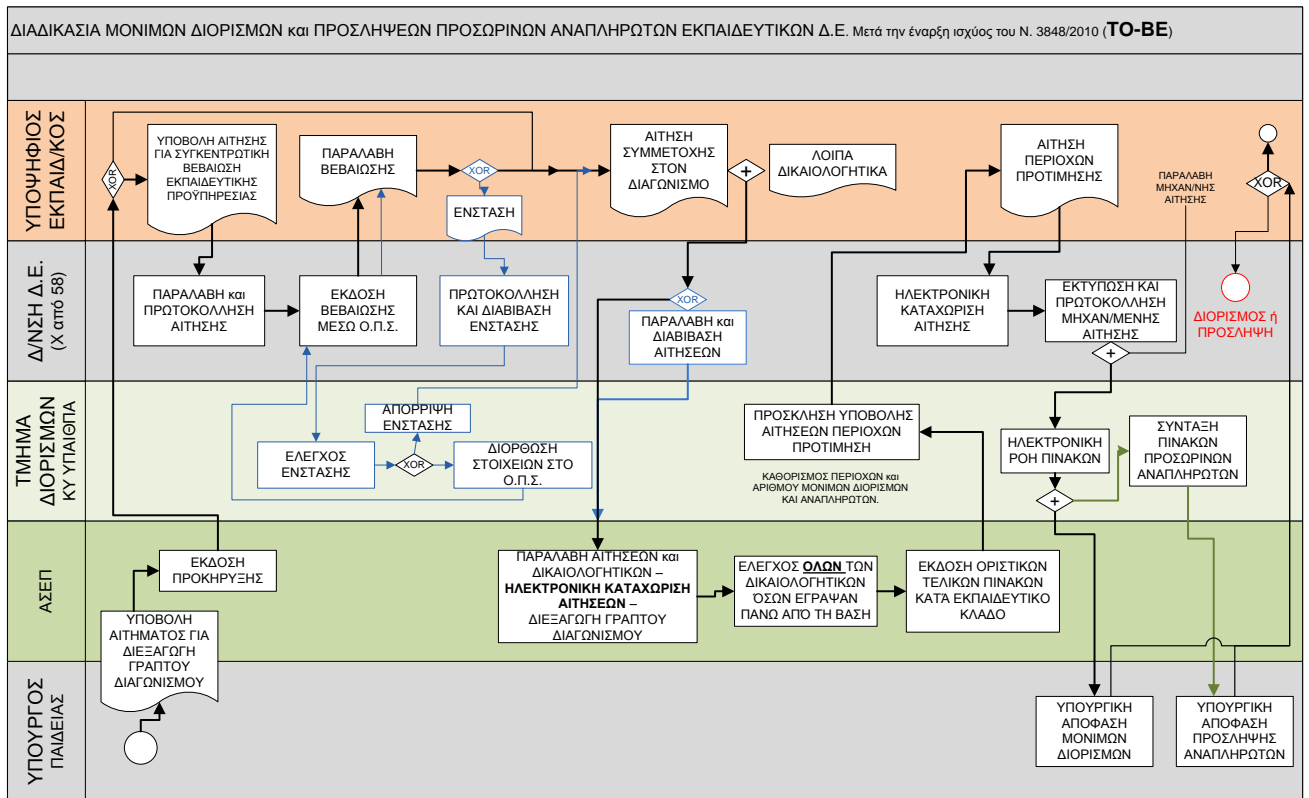 ΔΙΑΔΙΚΑΣΙΑ ΜΟΝΙΜΩΝ ΔΙΟΡΙΣΜΩΝ και ΠΡΟΣΛΗΨΕΩΝ ΠΡΟΣΩΡΙΝΩΝ ΑΝΑΠΛΗΡΩΤΩΝ ΕΚΠΑΙΔΕΥΤΙΚΩΝ Δ.Ε. Μετά την έναρξη ισχύος του Ν. 3848/2010 (TO-BE)
ΥΠΟΨΗΦΙΟΣ
ΕΚΠΑΙΔ/ΚΟΣ
XOR
ΥΠΟΒΟΛΗ ΑΙΤΗΣΗΣ
ΓΙΑ ΣΥΓΚΕΝΤΡΩΤΙΚΗ
ΒΕΒΑΙΩΣΗ
ΕΚΠΑΙΔΕΥΤΙΚΗΣ
ΠΡΟΫΠΗΡΕΣΙΑΣ
ΠΑΡΑΛΑΒΗ
ΒΕΒΑΙΩΣΗΣ
XOR
ΕΝΣΤΑΣΗ
ΑΙΤΗΣΗ
ΣΥΜΜΕΤΟΧΗΣ
ΣΤΟΝ
ΔΙΑΓΩΝΙΣΜΟ
+
ΛΟΙΠΑ
ΔΙΚΑΙΟΛΟΓΗΤΙΚΑ
ΑΙΤΗΣΗ
ΠΕΡΙΟΧΩΝ
ΠΡΟΤΙΜΗΣΗΣ
ΠΑΡΑΛΑΒΗ
ΜΗΧΑΝ/ΝΗΣ
ΑΙΤΗΣΗΣ
XOR
Δ/ΝΣΗ Δ.Ε.
(Χ από 58)
ΠΑΡΑΛΑΒΗ και
ΠΡΩΤΟΚΟΛΛΗΣΗ
ΑΙΤΗΣΗΣ
ΕΚΔΟΣΗ
ΒΕΒΑΙΩΣΗΣ
ΜΕΣΩ Ο.Π.Σ.
ΠΡΩΤΟΚΟΛΛΗΣΗ
ΚΑΙ ΔΙΑΒΙΒΑΣΗ
ΕΝΣΤΑΣΗΣ
XOR
ΠΑΡΑΛΑΒΗ και
ΔΙΑΒΙΒΑΣΗ
ΑΙΤΗΣΕΩΝ
ΗΛΕΚΤΡΟΝΙΚΗ
ΚΑΤΑΧΩΡΙΣΗ
ΑΙΤΗΣΗΣ
ΕΚΤΥΠΩΣΗ ΚΑΙ
ΠΡΩΤΟΚΟΛΛΗΣΗ
ΜΗΧΑΝ/ΜΕΝΗΣ
ΑΙΤΗΣΗΣ
+
ΔΙΟΡΙΣΜΟΣ ή
ΠΡΟΣΛΗΨΗ
ΤΜΗΜΑ
ΔΙΟΡΙΣΜΩΝ
ΚΥ ΥΠΑΙΘΠΑ
ΑΠΟΡΡΙΨΗ
ΕΝΣΤΑΣΗΣ
ΕΛΕΓΧΟΣ
ΕΝΣΤΑΣΗΣ
XOR
ΔΙΟΡΘΩΣΗ
ΣΤΟΙΧΕΙΩΝ ΣΤΟ
Ο.Π.Σ.
ΠΡΟΣΚΛΗΣΗ ΥΠΟΒΟΛΗΣ
ΑΙΤΗΣΕΩΝ ΠΕΡΙΟΧΩΝ
ΠΡΟΤΙΜΗΣΗ
ΚΑΘΟΡΙΣΜΟΣ ΠΕΡΙΟΧΩΝ και
ΑΡΙΘΜΟΥ ΜΟΝΙΜΩΝ ΔΙΟΡΙΣΜΩΝ
ΚΑΙ ΑΝΑΠΛΗΡΩΤΩΝ.
ΗΛΕΚΤΡΟΝΙΚΗ
ΡΟΗ ΠΙΝΑΚΩΝ
+
ΣΥΝΤΑΞΗ
ΠΙΝΑΚΩΝ
ΠΡΟΣΩΡΙΝΩΝ
ΑΝΑΠΛΗΡΩΤΩΝ
ΑΣΕΠ
ΕΚΔΟΣΗ
ΠΡΟΚΗΡΥΞΗΣ
ΥΠΟΒΟΛΗ
ΑΙΤΗΜΑΤΟΣ ΓΙΑ
ΔΙΕΞΑΓΩΓΗ
ΓΡΑΠΤΟΥ
ΔΙΑΓΩΝΙΣΜΟΥ
ΠΑΡΑΛΑΒΗ ΑΙΤΗΣΕΩΝ και
ΔΙΚΑΙΟΛΟΓΗΤΙΚΩΝ –
ΗΛΕΚΤΡΟΝΙΚΗ ΚΑΤΑΧΩΡΙΣΗ
ΑΙΤΗΣΕΩΝ –
ΔΙΕΞΑΓΩΓΗ ΓΡΑΠΤΟΥ
ΔΙΑΓΩΝΙΣΜΟΥ
ΕΛΕΓΧΟΣ ΟΛΩΝ ΤΩΝ
ΔΙΚΑΙΟΛΟΓΗΤΙΚΩΝ
ΌΣΩΝ ΕΓΡΑΨΑΝ
ΠΑΝΩ ΑΠΟ ΤΗ ΒΑΣΗ
ΕΚΔΟΣΗ ΟΡΙΣΤΙΚΩΝ
ΤΕΛΙΚΩΝ ΠΙΝΑΚΩΝ
ΚΑΤΆ ΕΚΠΑΙΔΕΥΤΙΚΟ
ΚΛΑΔΟ
ΥΠΟΥΡΓΟΣ
ΠΑΙΔΕΙΑΣ
ΥΠΟΥΡΓΙΚΗ
ΑΠΟΦΑΣΗ
ΜΟΝΙΜΩΝ
ΔΙΟΡΙΣΜΩΝ
ΥΠΟΥΡΓΙΚΗ
ΑΠΟΦΑΣΗ
ΠΡΟΣΛΗΨΗΣ
ΑΝΑΠΛΗΡΩΤΩΝ